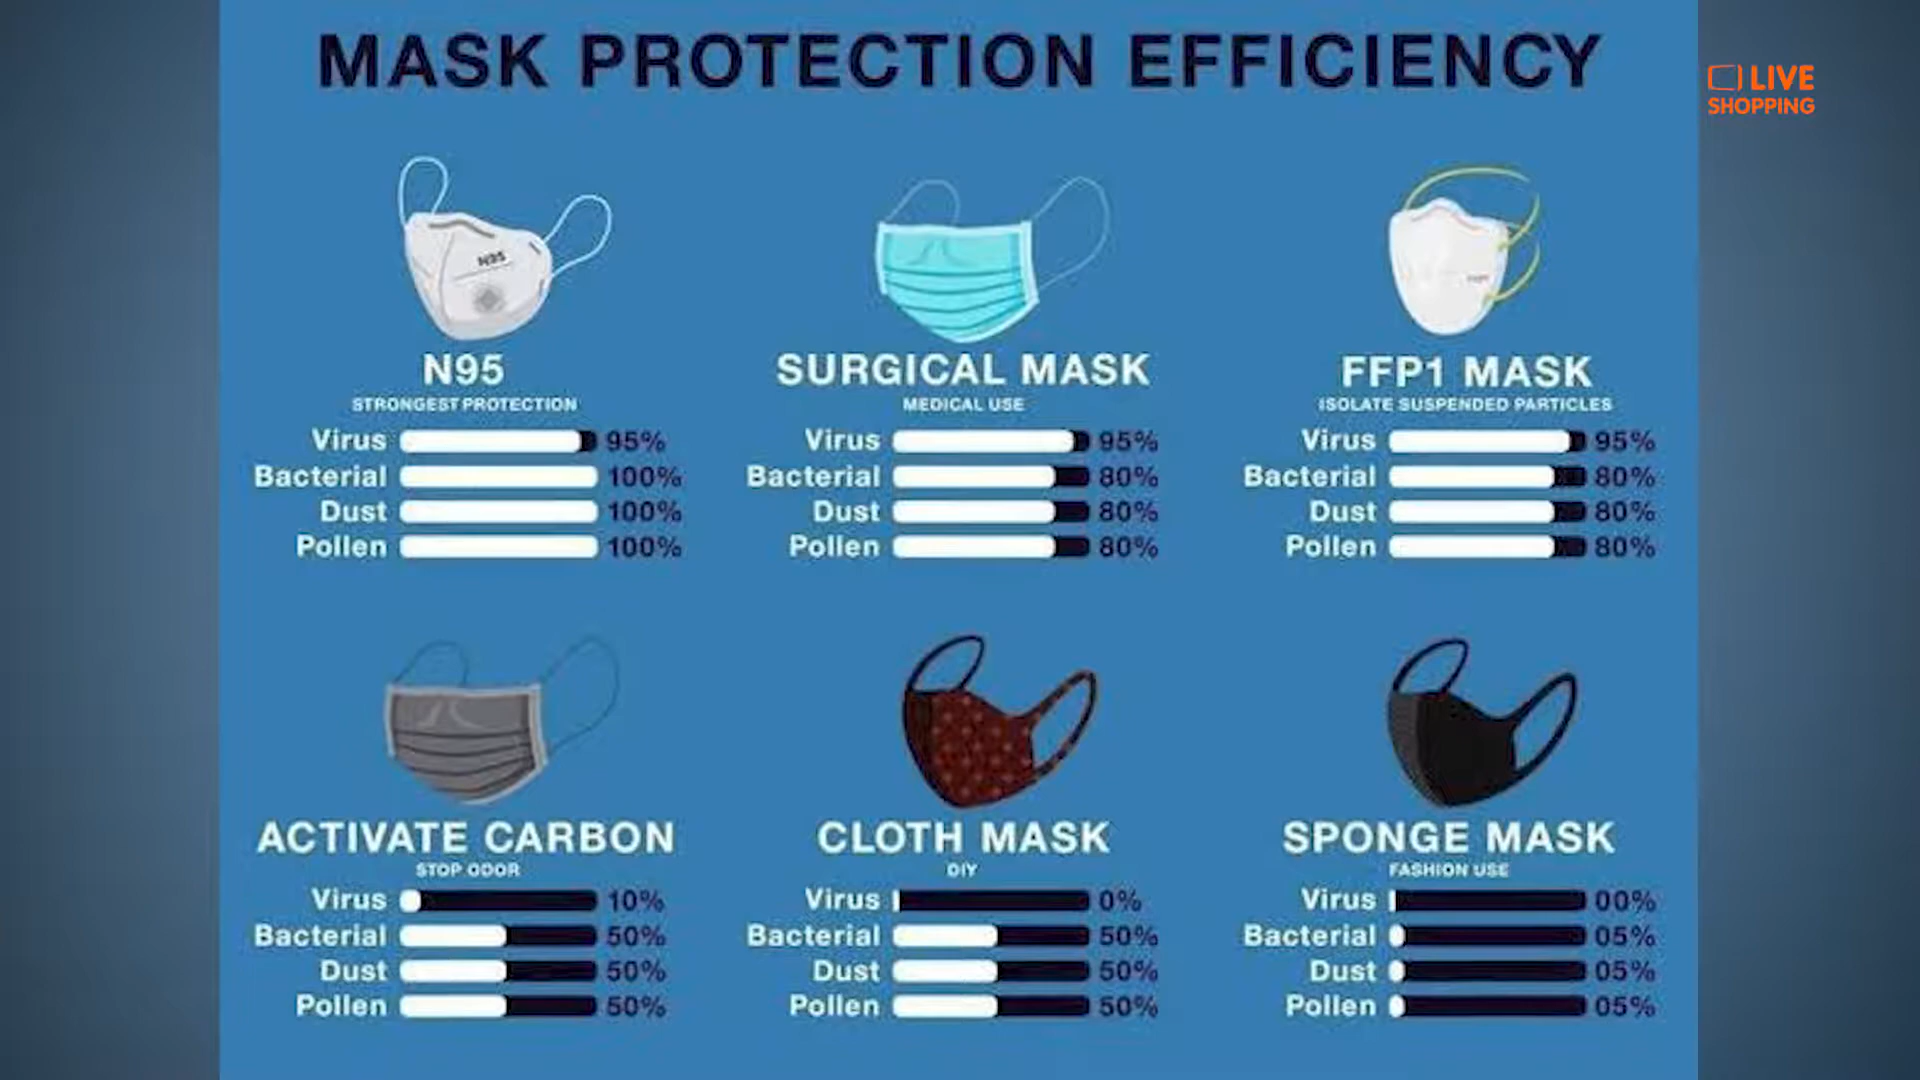 MASK PROTECTION EFFICIENCY
LIVE
SHOPPING
N95
N95
STRONGEST PROTECTION
Virus 95%
Bacterial 100%
Dust 100%
Pollen 100%
SURGICAL MASK
MEDICAL USE
Virus 95%
Bacterial 80%
Dust 80%
Pollen 80%
FFP1 MASK
ISOLATE SUSPENDED PARTICLES
Virus 95%
Bacterial 80%
Dust 80%
Pollen 80%
ACTIVATE CARBON
STOP ODOR
Virus 10%
Bacterial 50%
Dust 50%
Pollen 50%
CLOTH MASK
DIY
Virus 0%
Bacterial 50%
Dust 50%
Pollen 50%
SPONGE MASK
FASHION USE
Virus 00%
Bacterial 05%
Dust 05%
Pollen 05%